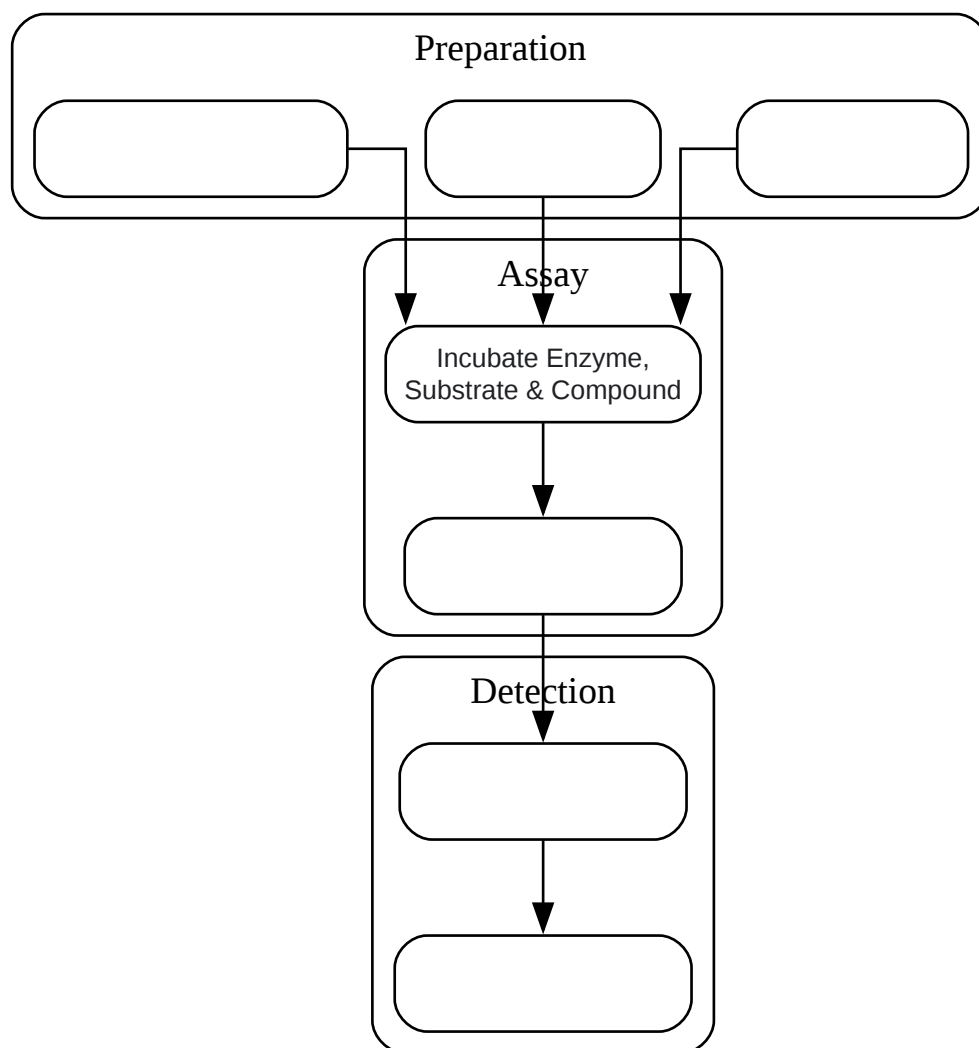 Preparation
Assay
Incubate Enzyme,
Substrate & Compound
Detection